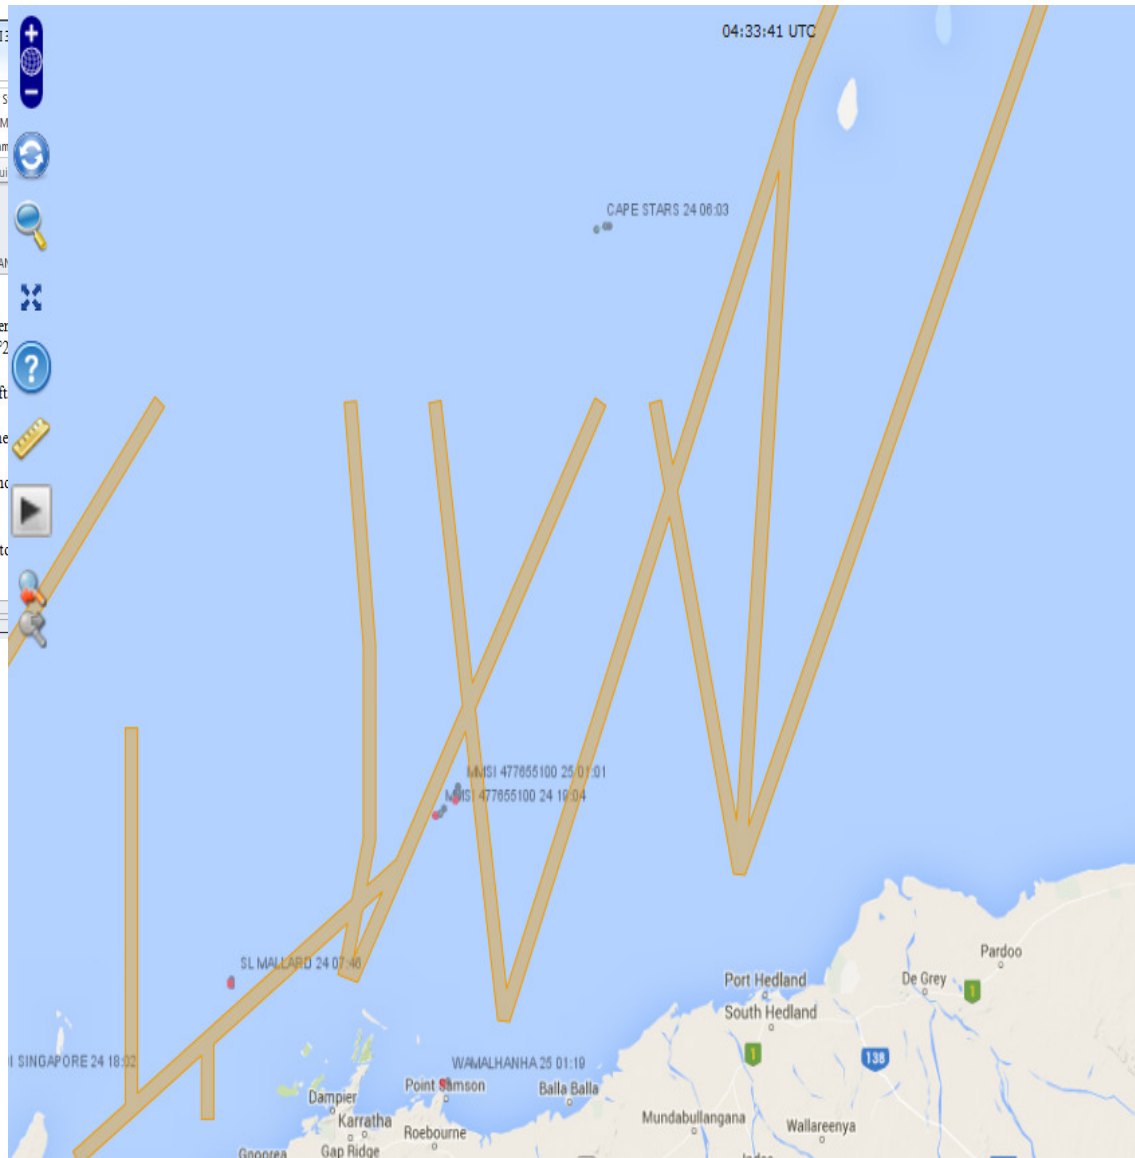 04:33:41 UTC
CAPE STARS 24 06:03
MMSI 477655100 25 01:01
MMSI 477655100 24 19:04
SL MALLARD 24 07:46
Pardoo
Port Hedland
De Grey
1
South Hedland
1
138
SINGAPORE 24 18:02
WAMALHANHA 25 01:19
Point Samson
Balla Balla
Dampier
Karratha
Mundabullangana
Wallareenya
Roebourne
Gap Ridge